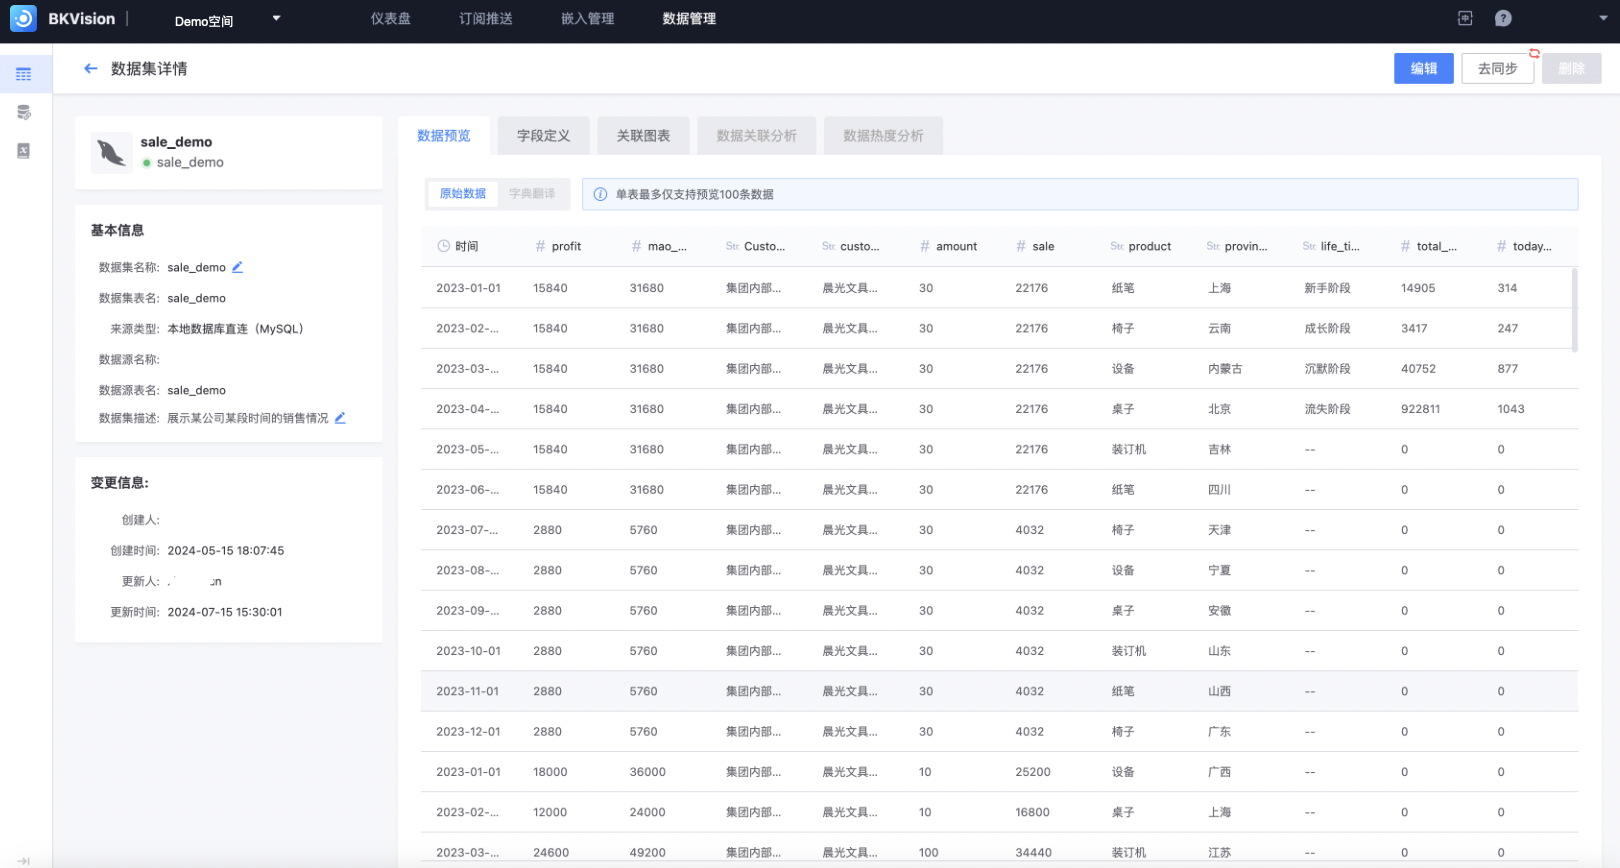 BKVision Demo空间 仪表盘 订阅推送 嵌入管理 数据管理
数据集详情 编辑 去同步 删除
sale_demo
sale_demo
基本信息
数据集名称: sale_demo
数据集表名: sale_demo
来源类型: 本地数据库直连（MySQL）
数据源名称:
数据源表名: sale_demo
数据集描述: 展示某公司某段时间的销售情况
变更信息:
创建人:
创建时间: 2024-05-15 18:07:45
更新人:
更新时间: 2024-07-15 15:30:01
数据预览 字段定义 关联图表 数据关联分析 数据热度分析
原始数据 字典翻译 单表最多仅支持预览100条数据
时间 # profit # mao_... Str Custo... Str custo... # amount # sale Str product Str provin... Str life_ti... # total_... # today...
2023-01-01 15840 31680 集团内部... 晨光文具... 30 22176 纸笔 上海 新手阶段 14905 314
2023-02-... 15840 31680 集团内部... 晨光文具... 30 22176 椅子 云南 成长阶段 3417 247
2023-03-... 15840 31680 集团内部... 晨光文具... 30 22176 设备 内蒙古 沉默阶段 40752 877
2023-04-... 15840 31680 集团内部... 晨光文具... 30 22176 桌子 北京 流失阶段 922811 1043
2023-05-... 15840 31680 集团内部... 晨光文具... 30 22176 装订机 吉林 -- 0 0
2023-06-... 15840 31680 集团内部... 晨光文具... 30 22176 纸笔 四川 -- 0 0
2023-07-... 2880 5760 集团内部... 晨光文具... 30 4032 椅子 天津 -- 0 0
2023-08-... 2880 5760 集团内部... 晨光文具... 30 4032 设备 宁夏 -- 0 0
2023-09-... 2880 5760 集团内部... 晨光文具... 30 4032 桌子 安徽 -- 0 0
2023-10-01 2880 5760 集团内部... 晨光文具... 30 4032 装订机 山东 -- 0 0
2023-11-01 2880 5760 集团内部... 晨光文具... 30 4032 纸笔 山西 -- 0 0
2023-12-01 2880 5760 集团内部... 晨光文具... 30 4032 椅子 广东 -- 0 0
2023-01-01 18000 36000 集团内部... 晨光文具... 10 25200 设备 广西 -- 0 0
2023-02-... 12000 24000 集团内部... 晨光文具... 10 16800 桌子 上海 -- 0 0
2023-03-... 24600 49200 集团内部... 晨光文具... 100 34440 装订机 江苏 -- 0 0